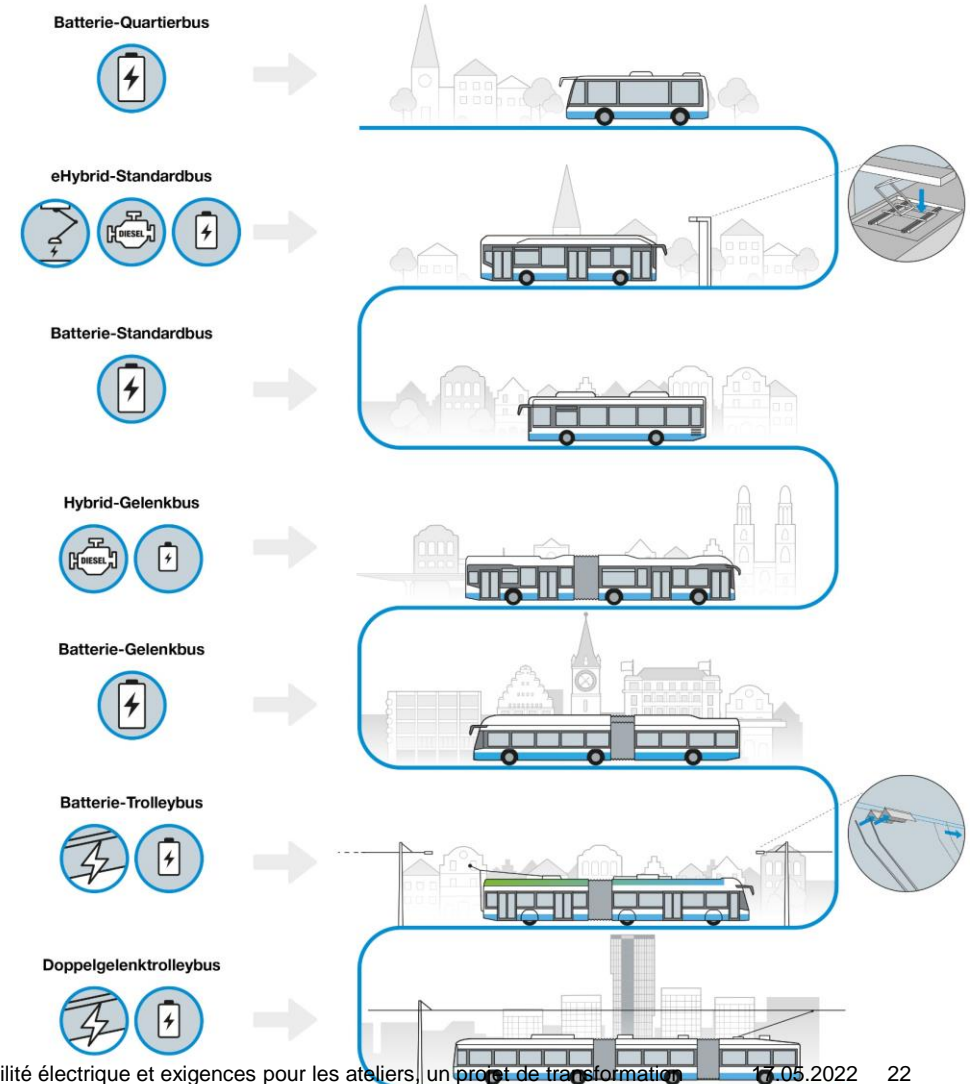 Batterie-Quartierbus
eHybrid-Standardbus
DIESEL
Batterie-Standardbus
Hybrid-Gelenkbus
DIESEL
Batterie-Gelenkbus
Batterie-Trolleybus
Doppelgelenktrolleybus
ilité électrique et exigences pour les ateliers, un projet de transformation 17.05.2022 22